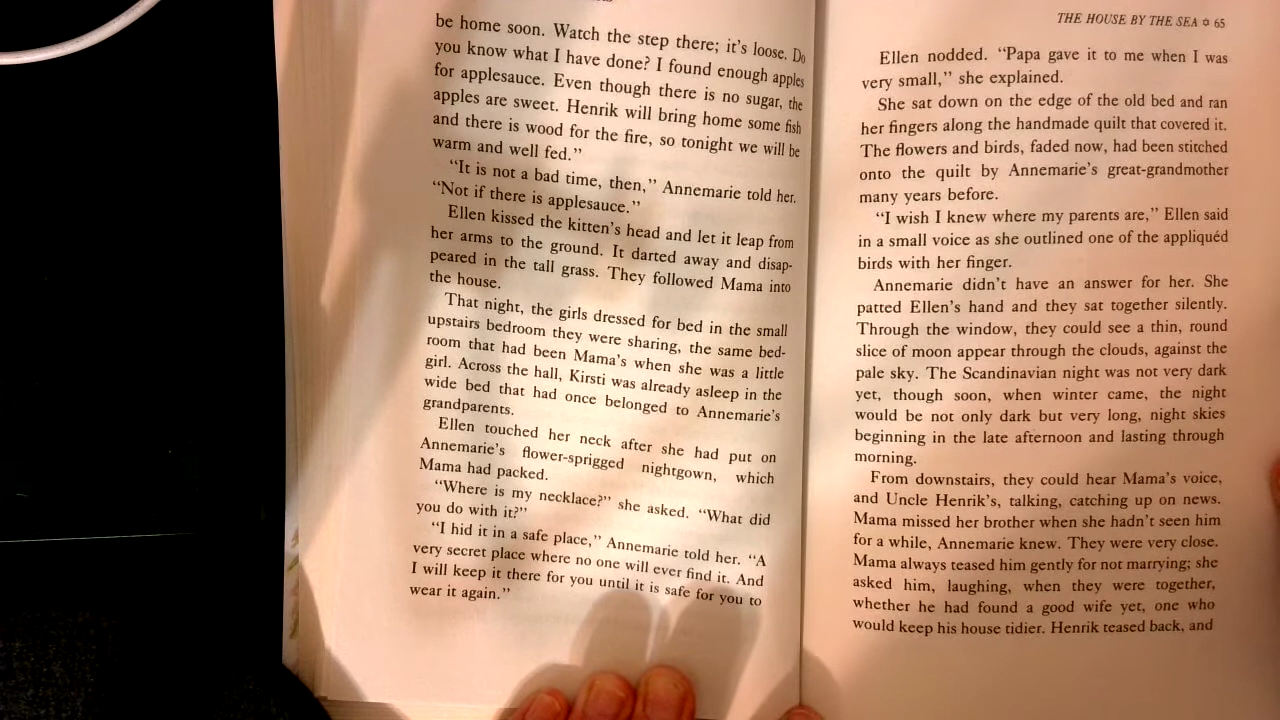 be home soon. Watch the step there; it's loose. Do
you know what I have done? I found enough apples
for applesauce. Even though there is no sugar, the
apples are sweet. Henrik will bring home some fish
and there is wood for the fire, so tonight we will be
warm and well fed."
"It is not a bad time, then," Annemarie told her.
"Not if there is applesauce."
Ellen kissed the kitten's head and let it leap from
her arms to the ground. It darted away and disap-
peared in the tall grass. They followed Mama into
the house.
That night, the girls dressed for bed in the small
upstairs bedroom they were sharing, the same bed-
room that had been Mama's when she was a little
girl. Across the hall, Kirsti was already asleep in the
wide bed that had once belonged to Annemarie's
grandparents.
Ellen touched her neck after she had put on
Annemarie's flower-sprigged nightgown, which
Mama had packed.
"Where is my necklace?" she asked. "What did
you do with it?"
"I hid it in a safe place," Annemarie told her. "A
very secret place where no one will ever find it. And
I will keep it there for you until it is safe for you to
wear it again."
THE HOUSE BY THE SEA ✡ 65
Ellen nodded. "Papa gave it to me when I was
very small," she explained.
She sat down on the edge of the old bed and ran
her fingers along the handmade quilt that covered it.
The flowers and birds, faded now, had been stitched
onto the quilt by Annemarie's great-grandmother
many years before.
"I wish I knew where my parents are," Ellen said
in a small voice as she outlined one of the appliquéd
birds with her finger.
Annemarie didn't have an answer for her. She
patted Ellen's hand and they sat together silently.
Through the window, they could see a thin, round
slice of moon appear through the clouds, against the
pale sky. The Scandinavian night was not very dark
yet, though soon, when winter came, the night
would be not only dark but very long, night skies
beginning in the late afternoon and lasting through
morning.
From downstairs, they could hear Mama's voice,
and Uncle Henrik's, talking, catching up on news.
Mama missed her brother when she hadn't seen him
for a while, Annemarie knew. They were very close.
Mama always teased him gently for not marrying; she
asked him, laughing, when they were together,
whether he had found a good wife yet, one who
would keep his house tidier. Henrik teased back, and